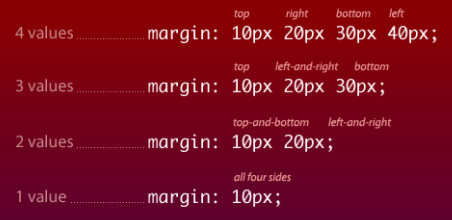 top right bottom left
4 values margin: 10px 20px 30px 40px;
top left-and-right bottom
3 values margin: 10px 20px 30px;
top-and-bottom left-and-right
2 values margin: 10px 20px;
all four sides
1 value margin: 10px;